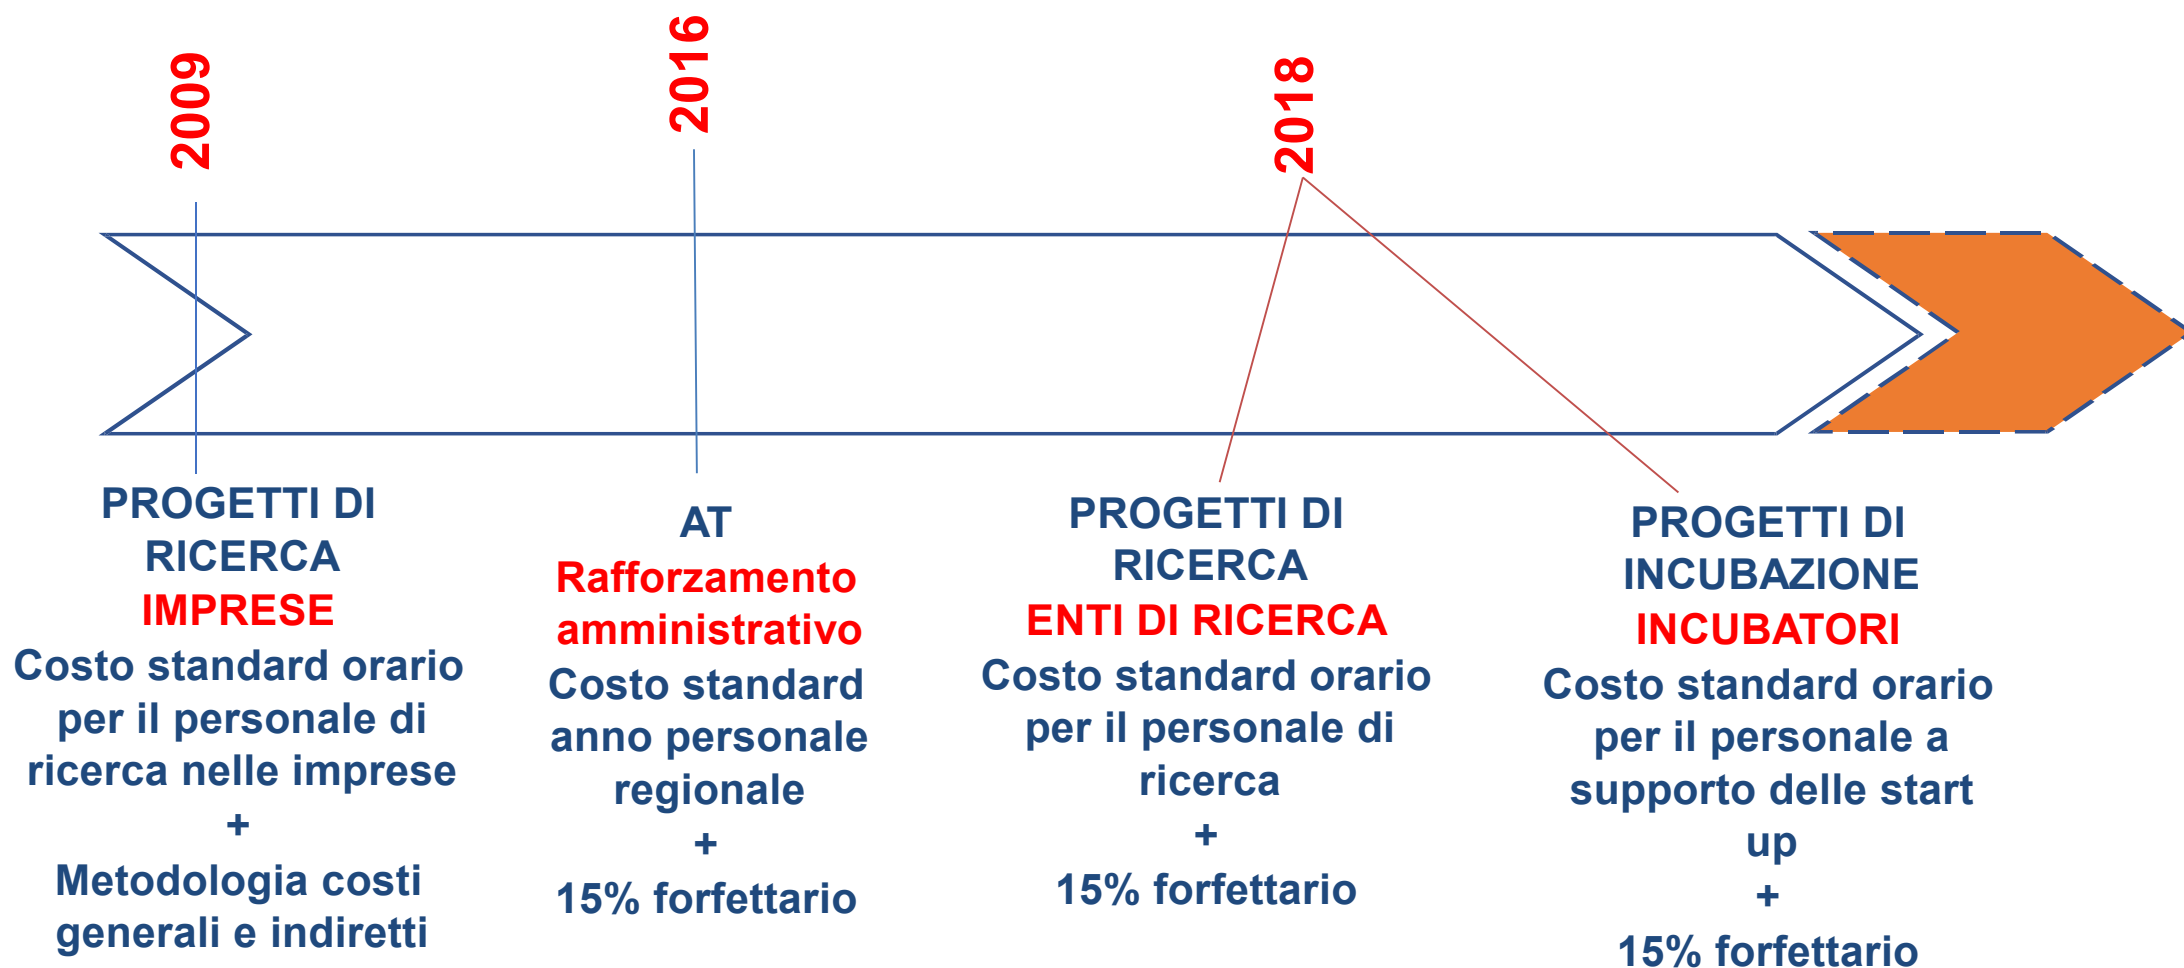 2009
2016
2018
PROGETTI DI
RICERCA
IMPRESE
Costo standard orario
per il personale di
ricerca nelle imprese
+
Metodologia costi
generali e indiretti
AT
Rafforzamento
amministrativo
Costo standard
anno personale
regionale
+
15% forfettario
PROGETTI DI
RICERCA
ENTI DI RICERCA
Costo standard orario
per il personale di
ricerca
+
15% forfettario
PROGETTI DI
INCUBAZIONE
INCUBATORI
Costo standard orario
per il personale a
supporto delle start
up
+
15% forfettario